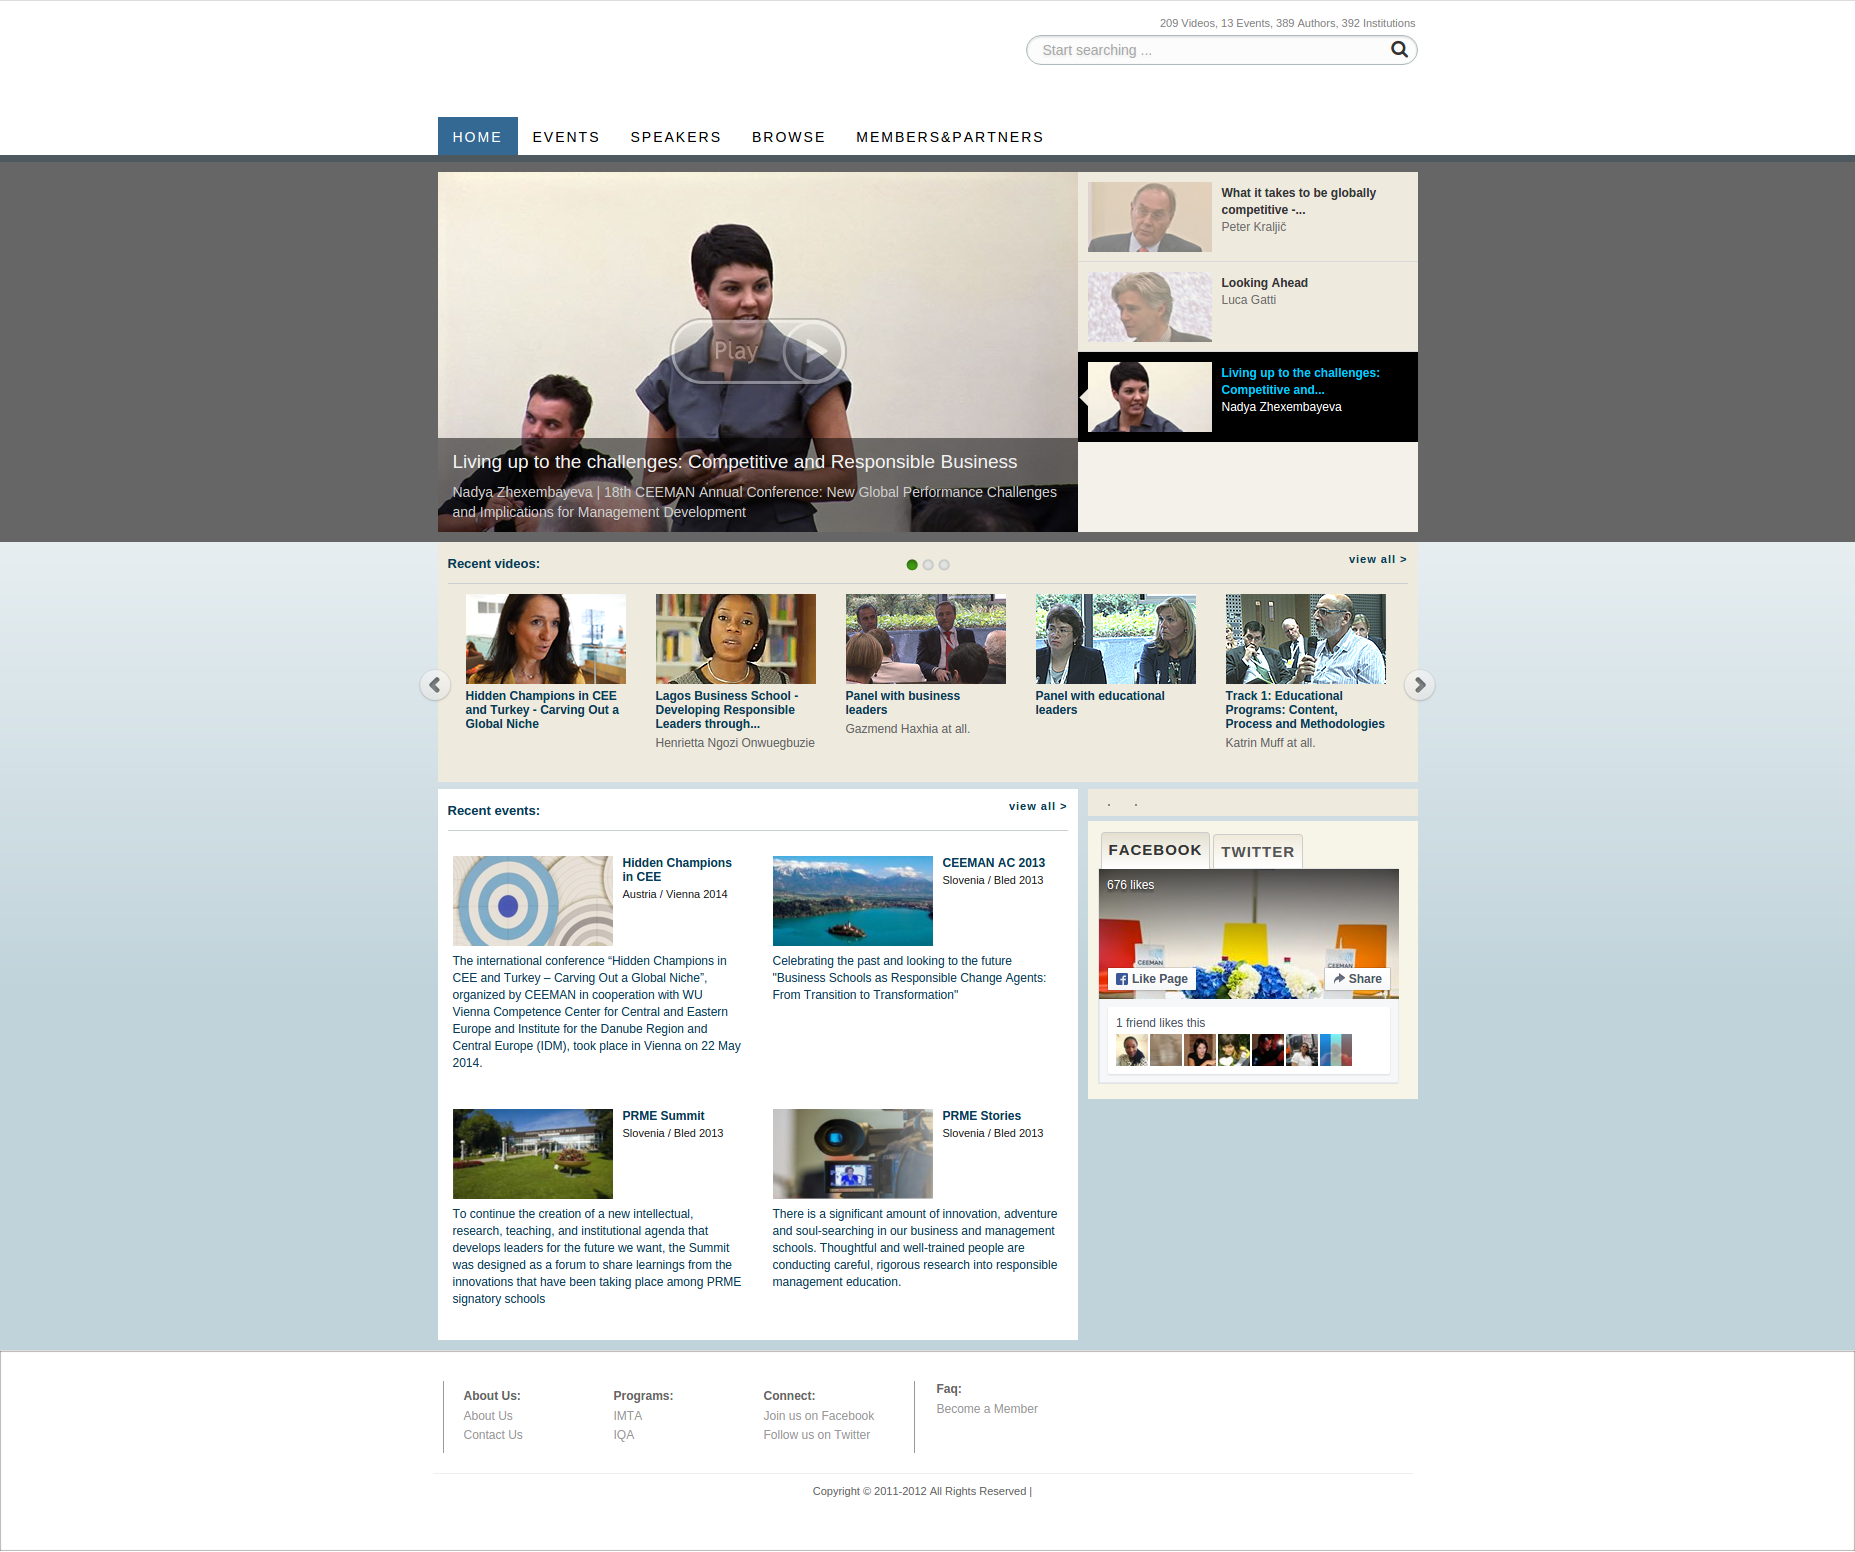 209 Videos, 13 Events, 389 Authors, 392 Institutions
Start searching ...
HOME
EVENTS
SPEAKERS
BROWSE
MEMBERS&PARTNERS
Play
Living up to the challenges: Competitive and Responsible Business
Nadya Zhexembayeva | 18th CEEMAN Annual Conference: New Global Performance Challenges
and Implications for Management Development
What it takes to be globally
competitive -...
Peter Kraljič
Looking Ahead
Luca Gatti
Living up to the challenges:
Competitive and...
Nadya Zhexembayeva
Recent videos:
view all >
Hidden Champions in CEE
and Turkey - Carving Out a
Global Niche
Lagos Business School -
Developing Responsible
Leaders through...
Henrietta Ngozi Onwuegbuzie
Panel with business
leaders
Gazmend Haxhia at all.
Panel with educational
leaders
Track 1: Educational
Programs: Content,
Process and Methodologies
Katrin Muff at all.
Recent events:
view all >
Hidden Champions
in CEE
Austria / Vienna 2014
The international conference “Hidden Champions in
CEE and Turkey – Carving Out a Global Niche”,
organized by CEEMAN in cooperation with WU
Vienna Competence Center for Central and Eastern
Europe and Institute for the Danube Region and
Central Europe (IDM), took place in Vienna on 22 May
2014.
CEEMAN AC 2013
Slovenia / Bled 2013
Celebrating the past and looking to the future
"Business Schools as Responsible Change Agents:
From Transition to Transformation"
PRME Summit
Slovenia / Bled 2013
To continue the creation of a new intellectual,
research, teaching, and institutional agenda that
develops leaders for the future we want, the Summit
was designed as a forum to share learnings from the
innovations that have been taking place among PRME
signatory schools
PRME Stories
Slovenia / Bled 2013
There is a significant amount of innovation, adventure
and soul-searching in our business and management
schools. Thoughtful and well-trained people are
conducting careful, rigorous research into responsible
management education.
FACEBOOK
TWITTER
676 likes
CEEMAN
CEEMAN
Like Page
Share
1 friend likes this
About Us:
About Us
Contact Us
Programs:
IMTA
IQA
Connect:
Join us on Facebook
Follow us on Twitter
Faq:
Become a Member
Copyright © 2011-2012 All Rights Reserved |